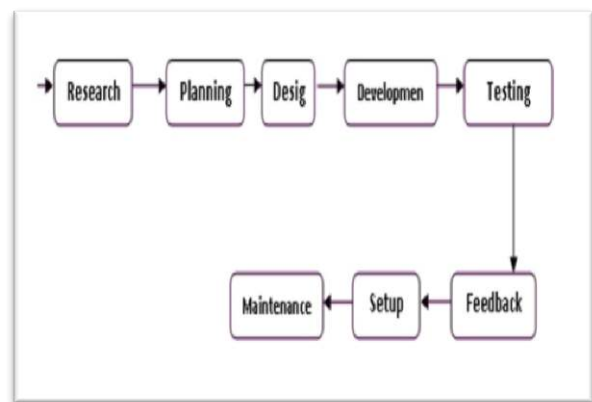 Research
Planning
Desig
Developmen
Testing
Feedback
Setup
Maintenance